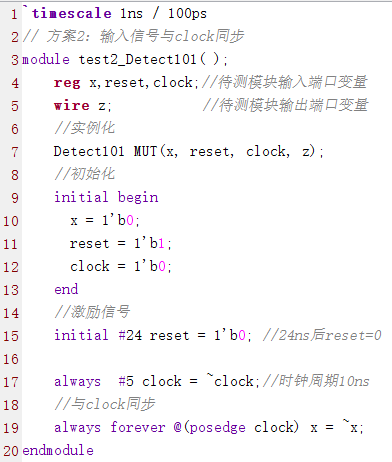 1 `timescale 1ns / 100ps
2 // 方案2：输入信号与clock同步
3 module test2_Detect101( );
4 reg x,reset,clock;//待测模块输入端口变量
5 wire z; //待测模块输出端口变量
6 //实例化
7 Detect101 MUT(x, reset, clock, z);
8 //初始化
9 initial begin
10 x = 1'b0;
11 reset = 1'b1;
12 clock = 1'b0;
13 end
14 //激励信号
15 initial #24 reset = 1'b0; //24ns后reset=0
16
17 always #5 clock = ~clock;//时钟周期10ns
18 //与clock同步
19 always forever @(posedge clock) x = ~x;
20 endmodule